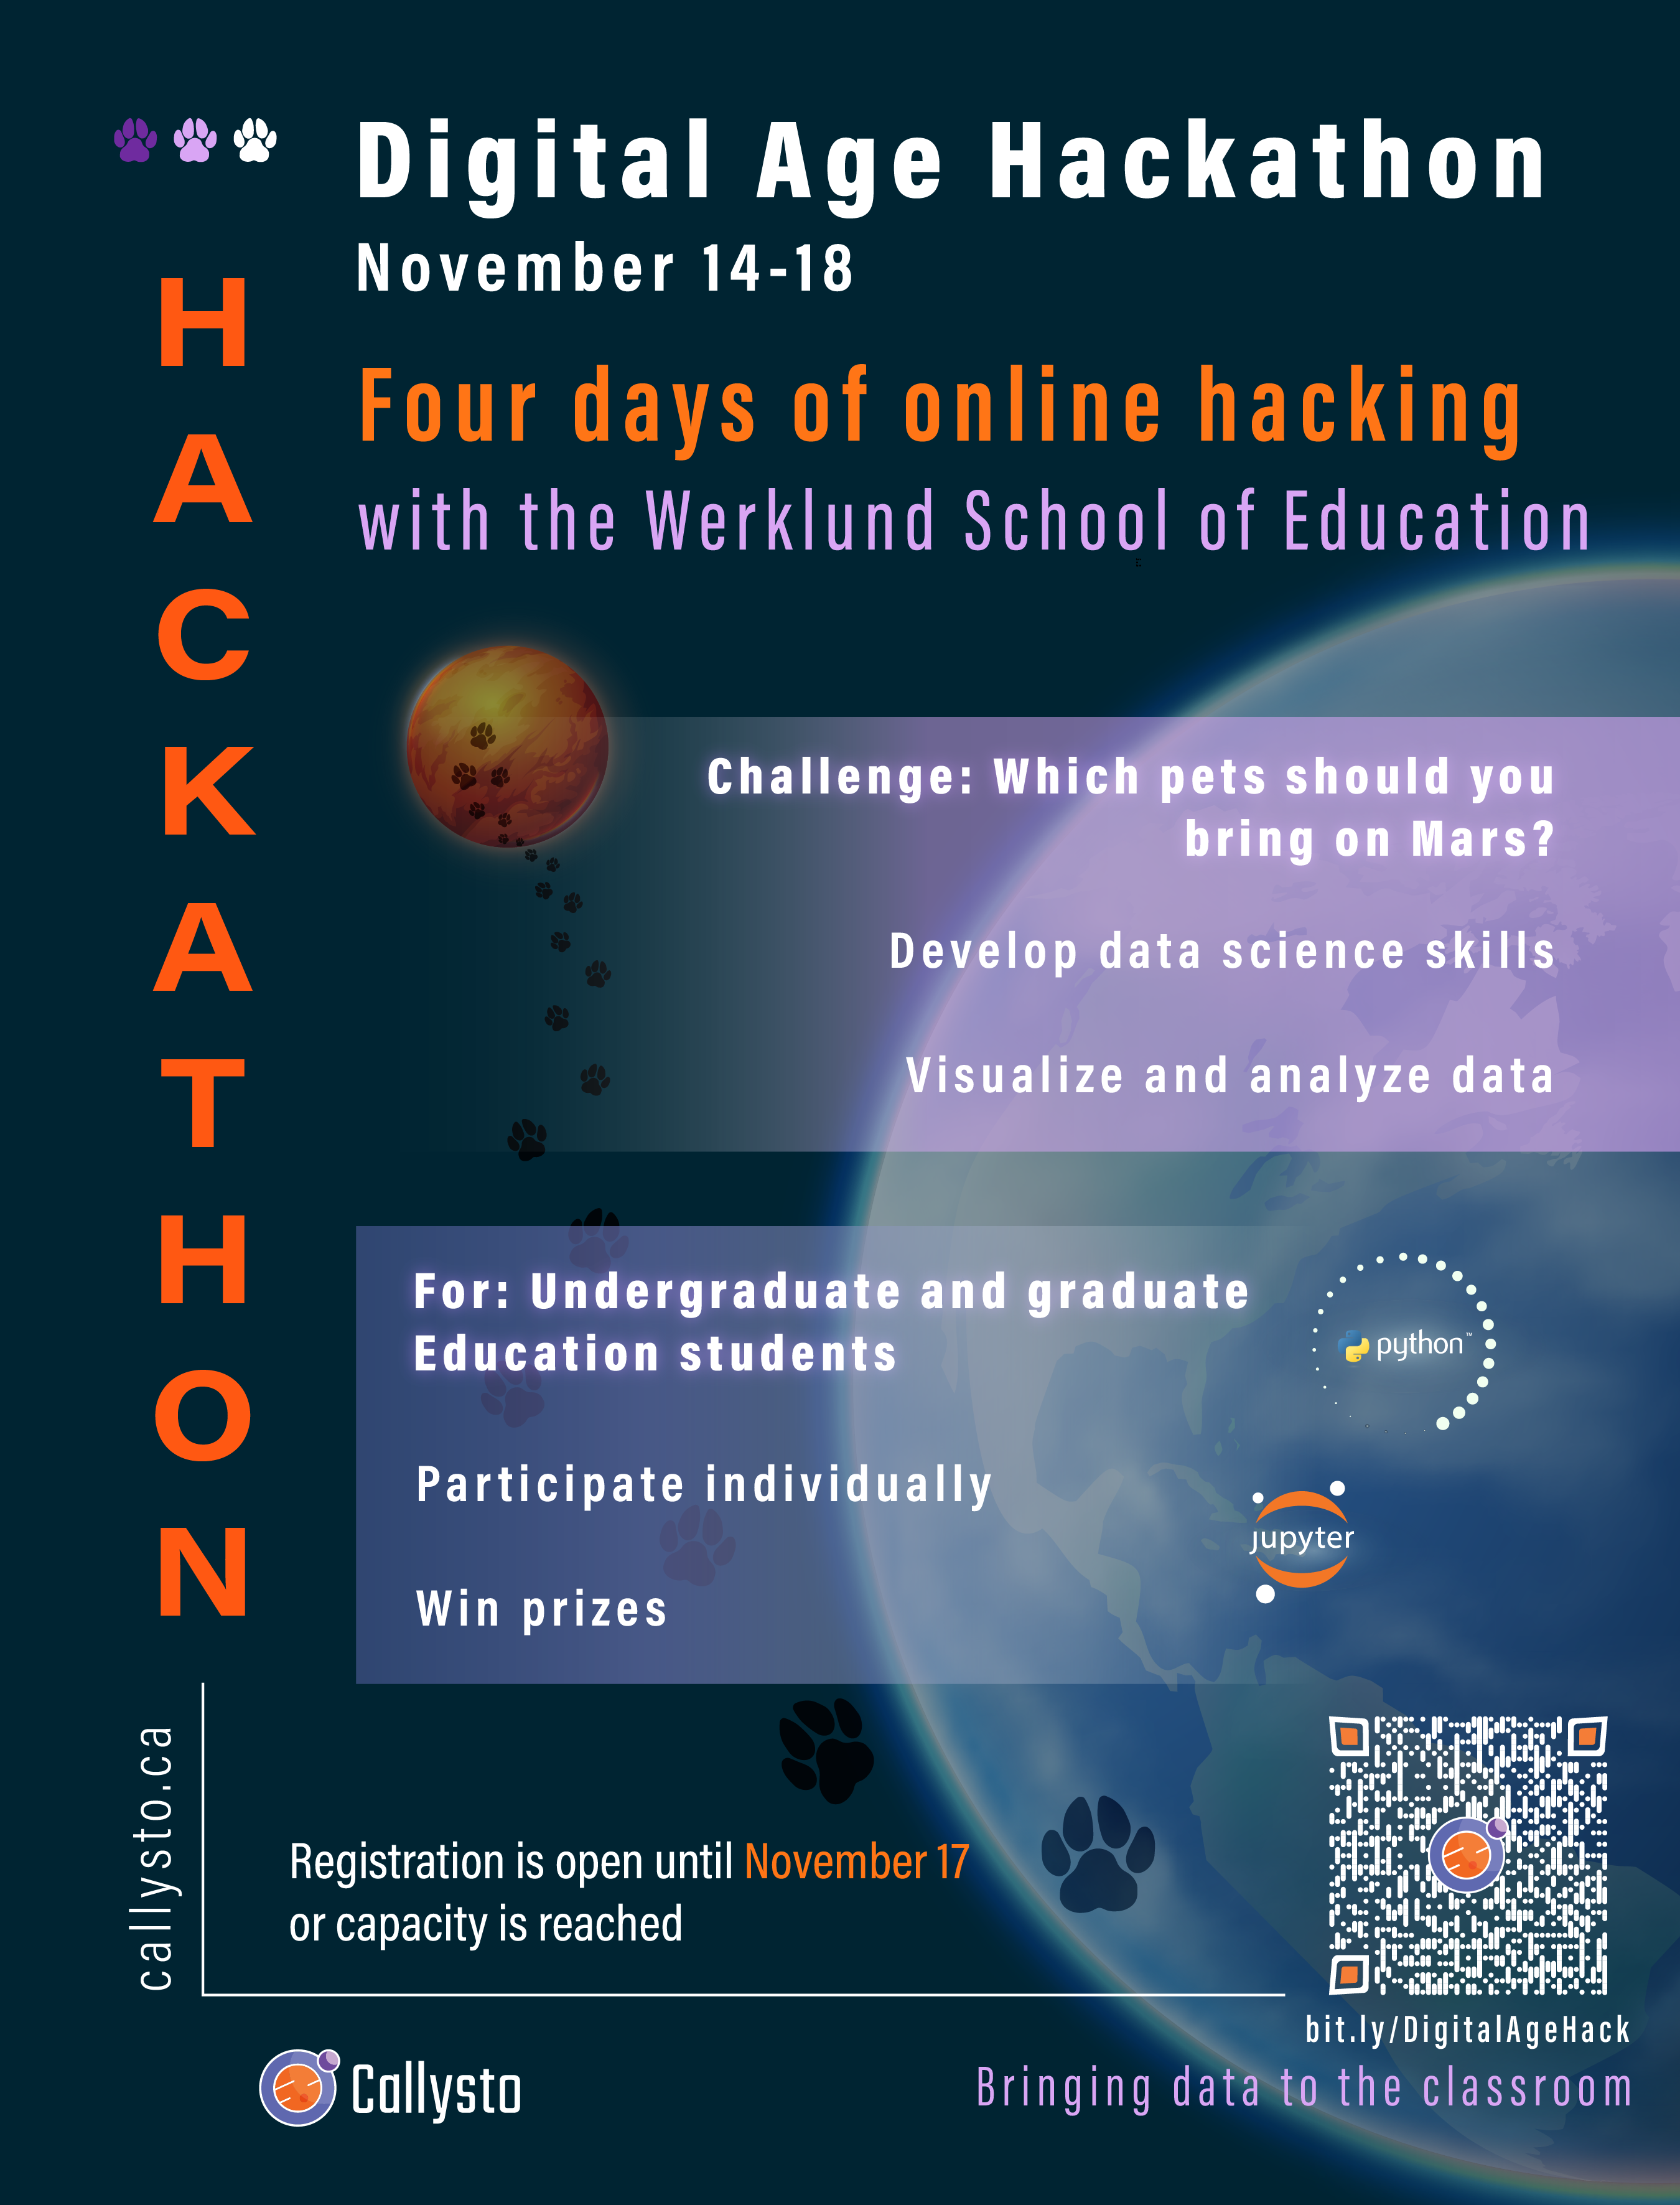 Digital Age Hackathon
November 14-18
HACKATHON
Four days of online hacking
with the Werklund School of Education
E
Challenge: Which pets should you
bring on Mars?
Develop data science skills
Visualize and analyze data
For: Undergraduate and graduate
Education students
python™
Participate individually
jupyter
Win prizes
callysto.ca
Registration is open until November 17
or capacity is reached
bit.ly/DigitalAgeHack
Callysto
Bringing data to the classroom